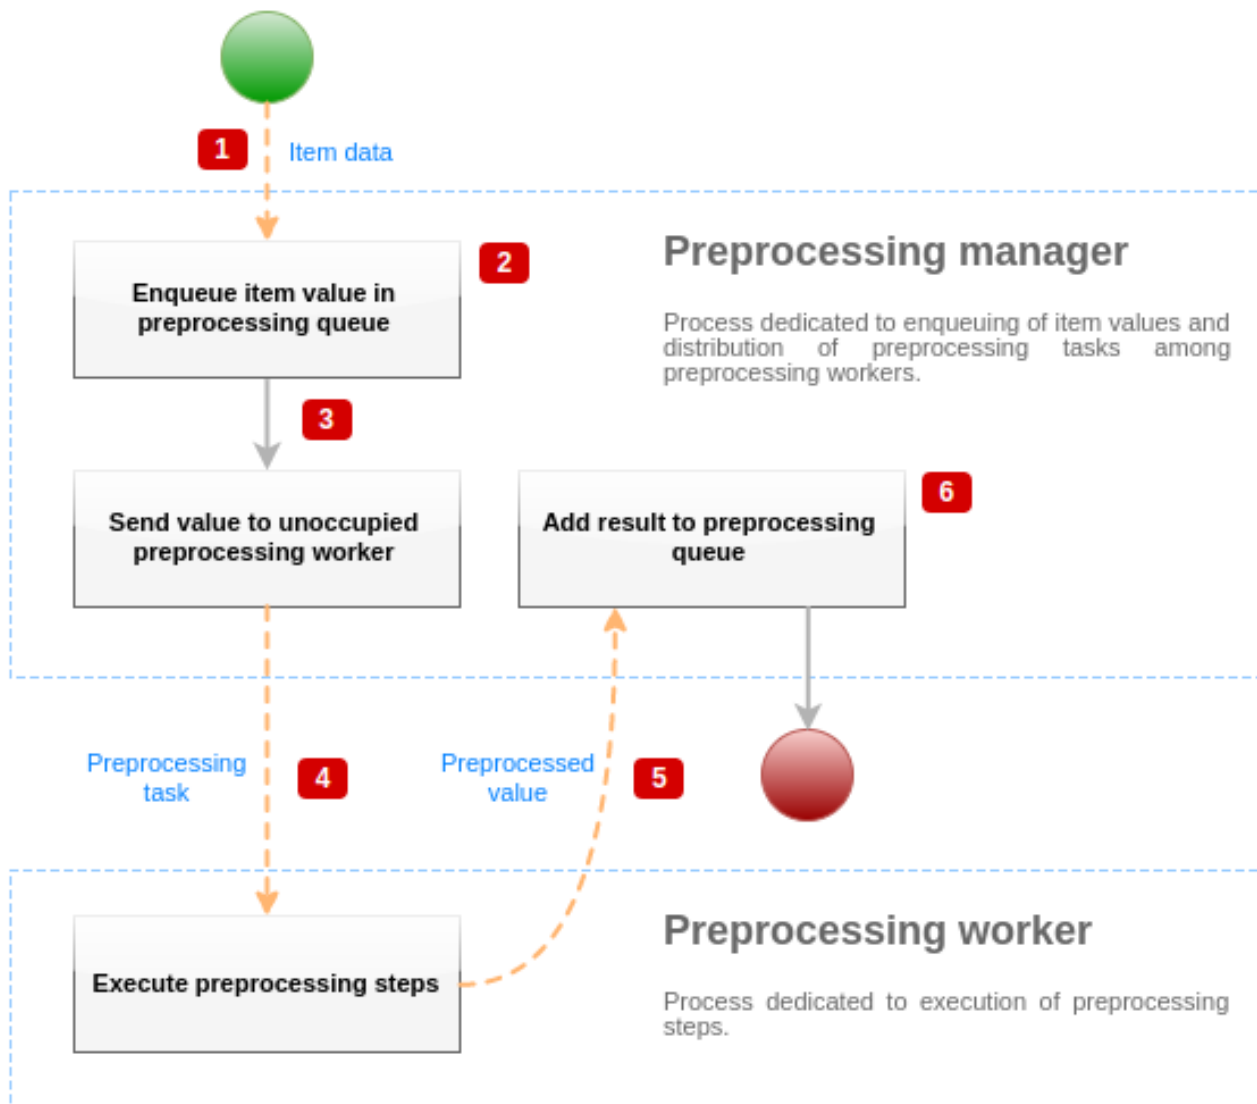 1
Item data
2
Preprocessing manager
Enqueue item value in
preprocessing queue
Process dedicated to enqueuing of item values and
distribution of preprocessing tasks among
preprocessing workers.
3
6
Send value to unoccupied
preprocessing worker
Add result to preprocessing
queue
Preprocessing
task
4
Preprocessed
value
5
Preprocessing worker
Execute preprocessing steps
Process dedicated to execution of preprocessing
steps.